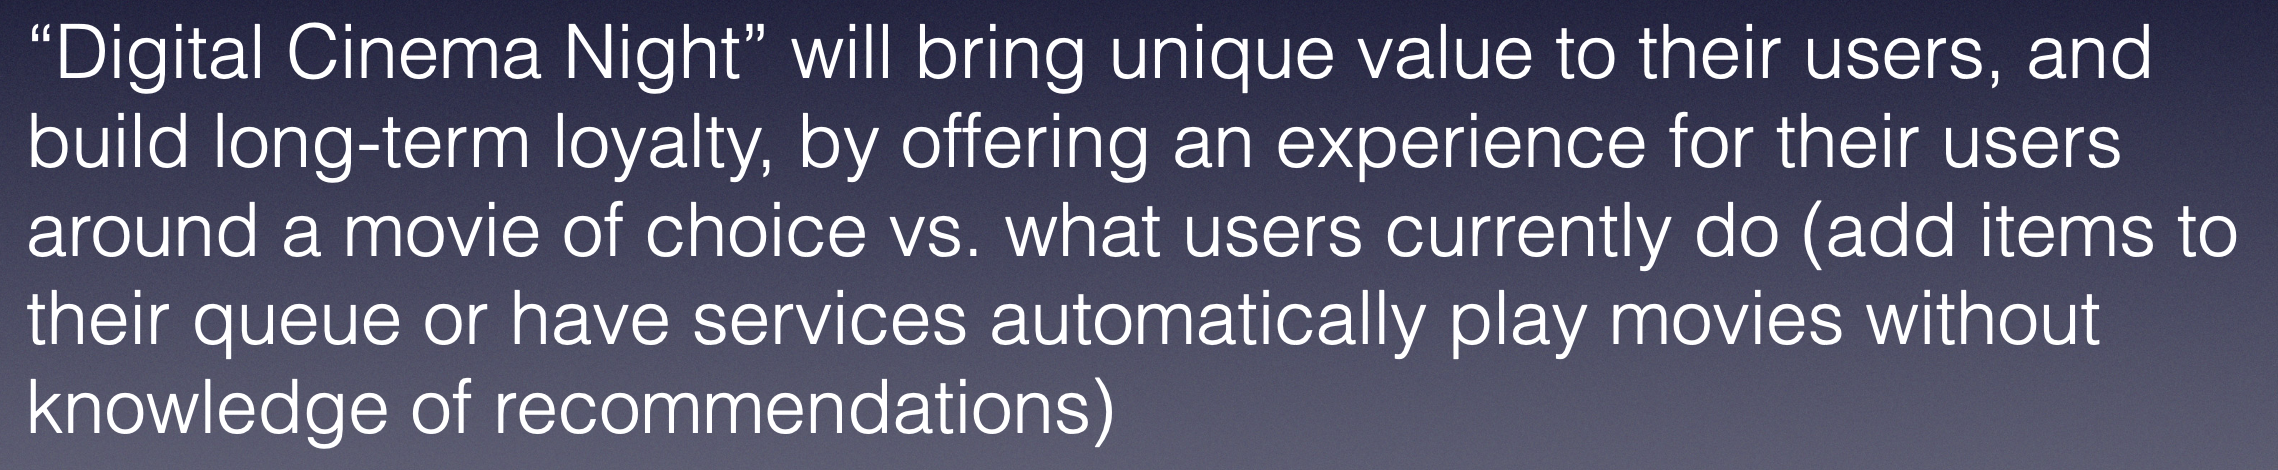 “Digital Cinema Night” will bring unique value to their users, and
build long-term loyalty, by offering an experience for their users
around a movie of choice vs. what users currently do (add items to
their queue or have services automatically play movies without
knowledge of recommendations)